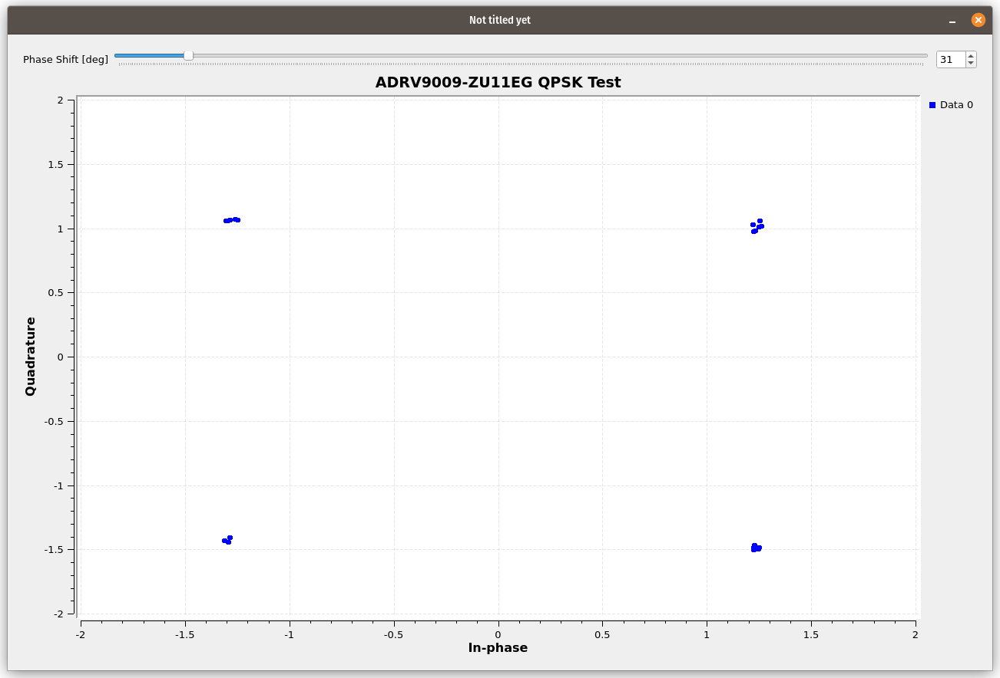 Not titled yet
Phase Shift [deg]
31
ADRV9009-ZU11EG QPSK Test
Data 0
2
1.5
1
0.5
0
-0.5
-1
-1.5
-2
Quadrature
-2 -1.5 -1 -0.5 0 0.5 1 1.5 2
In-phase